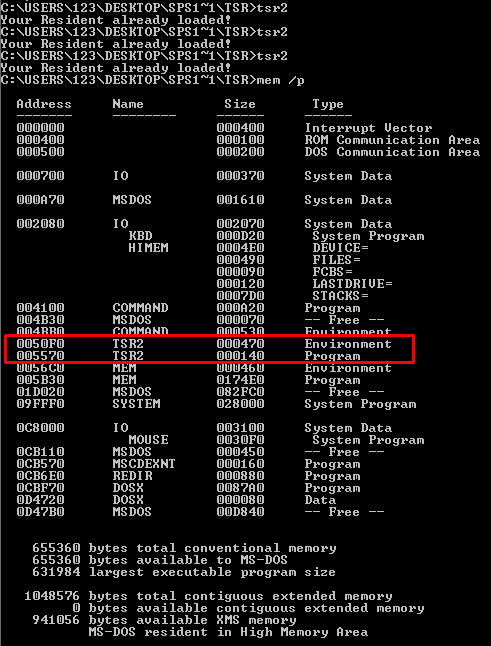 C:\USERS\123\DESKTOP\SPS1~1\TSR>tsr2
Your Resident already loaded!
C:\USERS\123\DESKTOP\SPS1~1\TSR>tsr2
Your Resident already loaded!
C:\USERS\123\DESKTOP\SPS1~1\TSR>tsr2
Your Resident already loaded!
C:\USERS\123\DESKTOP\SPS1~1\TSR>mem /p
Address Name Size Type
------- -------- ------ ------
000000 000400 Interrupt Vector
000400 000100 ROM Communication Area
000500 000200 DOS Communication Area
000700 IO 000370 System Data
000A70 MSDOS 001610 System Data
002080 IO 002070 System Data
KBD 000D20 System Program
HIMEM 0004E0 DEVICE=
000490 FILES=
000090 FCBS=
000120 LASTDRIVE=
0007D0 STACKS=
004100 COMMAND 000A20 Program
004B30 MSDOS 000070 -- Free --
004BB0 COMMAND 000530 Environment
0050F0 TSR2 000470 Environment
005570 TSR2 000140 Program
0056C0 MEM 000460 Environment
005B30 MEM 0174E0 Program
01D020 MSDOS 082FC0 -- Free --
09FFF0 SYSTEM 028000 System Program
0C8000 IO 003100 System Data
MOUSE 0030F0 System Program
0CB110 MSDOS 000450 -- Free --
0CB570 MSCDEXNT 000160 Program
0CB6E0 REDIR 000880 Program
0CBF70 DOSX 0087A0 Program
0D4720 DOSX 000080 Data
0D47B0 MSDOS 00D840 -- Free --
655360 bytes total conventional memory
655360 bytes available to MS-DOS
631984 largest executable program size
1048576 bytes total contiguous extended memory
0 bytes available contiguous extended memory
941056 bytes available XMS memory
MS-DOS resident in High Memory Area